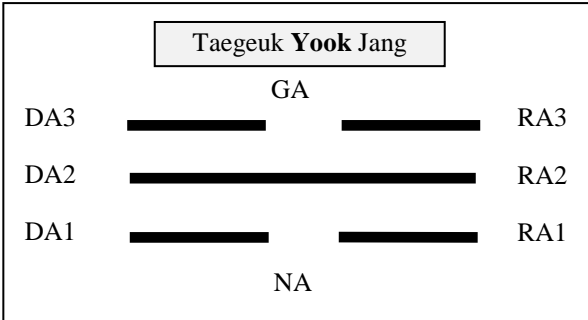 Taegeuk Yook Jang
GA
DA3 RA3
DA2 RA2
DA1 RA1
NA